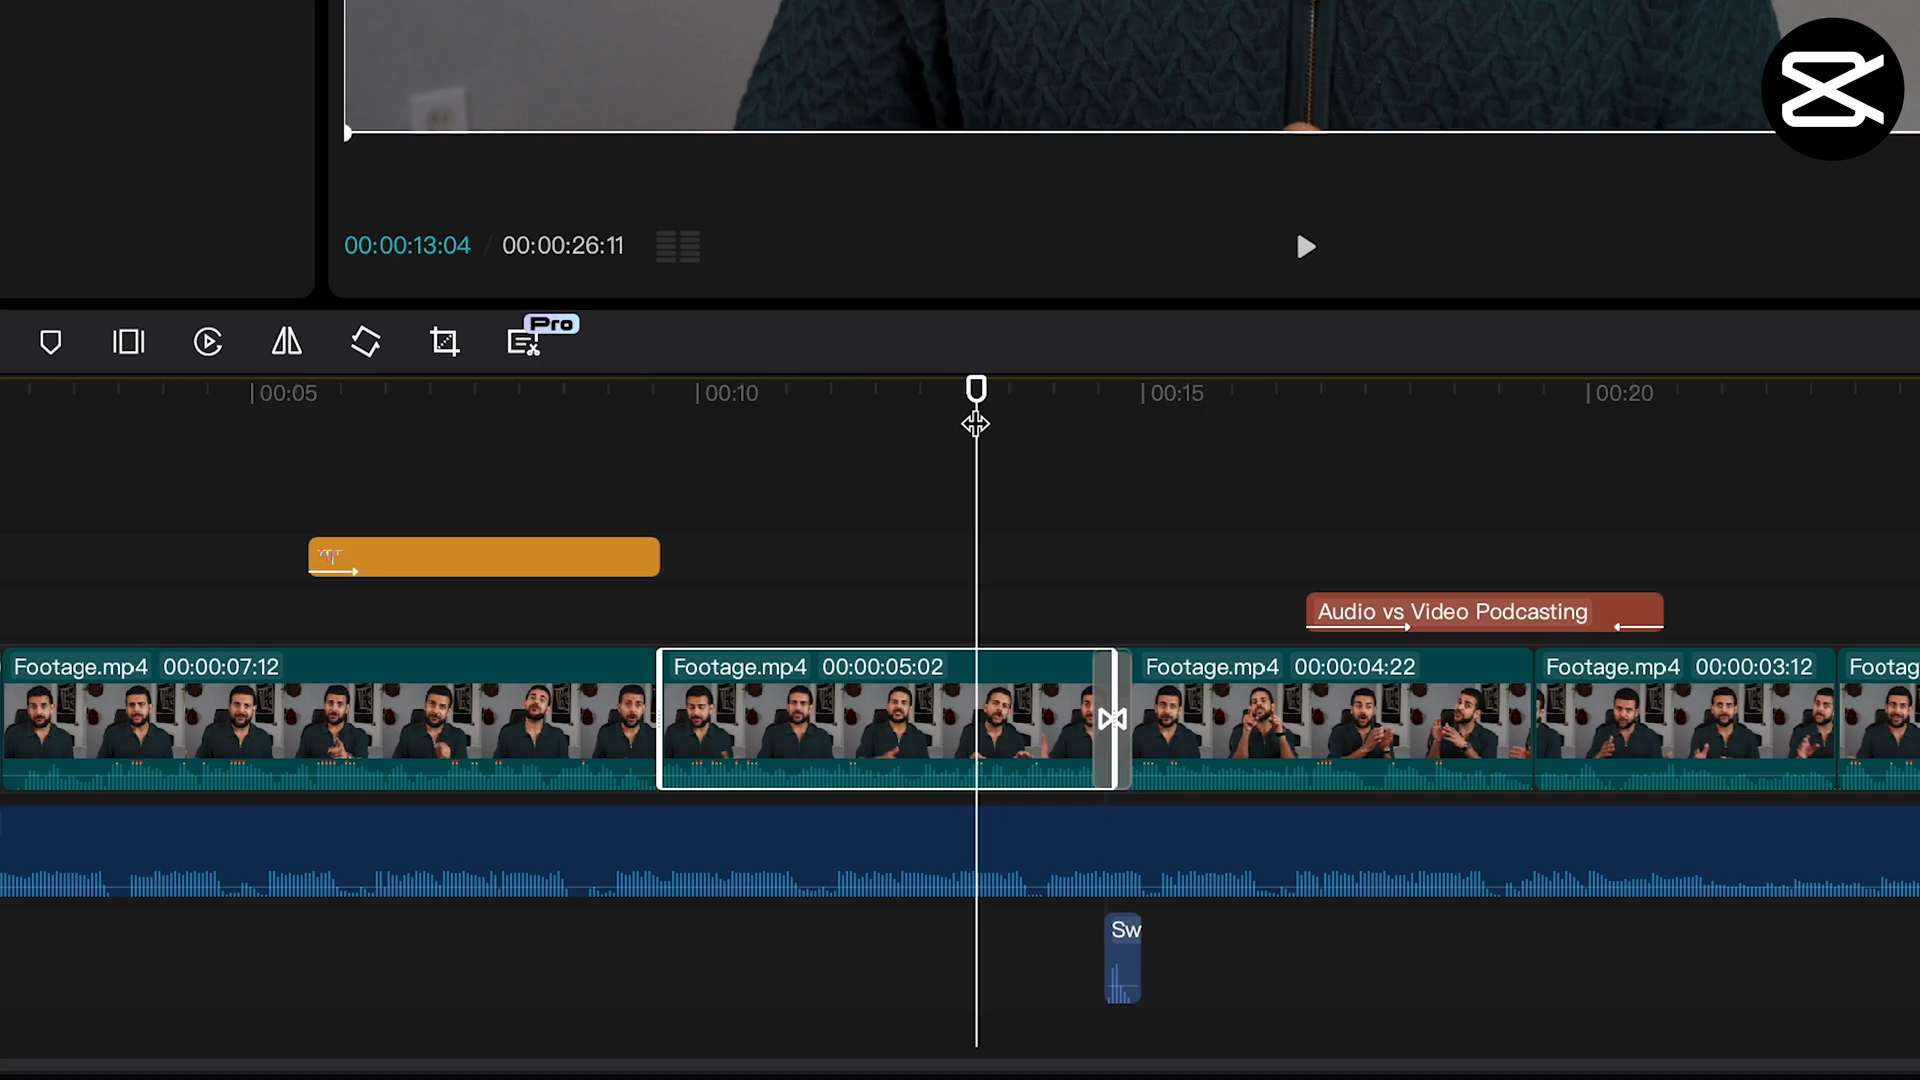 00:00:13:04 / 00:00:26:11
Pro
00:05
00:10
00:15
00:20
Audio vs Video Podcasting
Footage.mp4 00:00:07:12
Footage.mp4 00:00:05:02
Footage.mp4 00:00:04:22
Footage.mp4 00:00:03:12
Footag
Sw